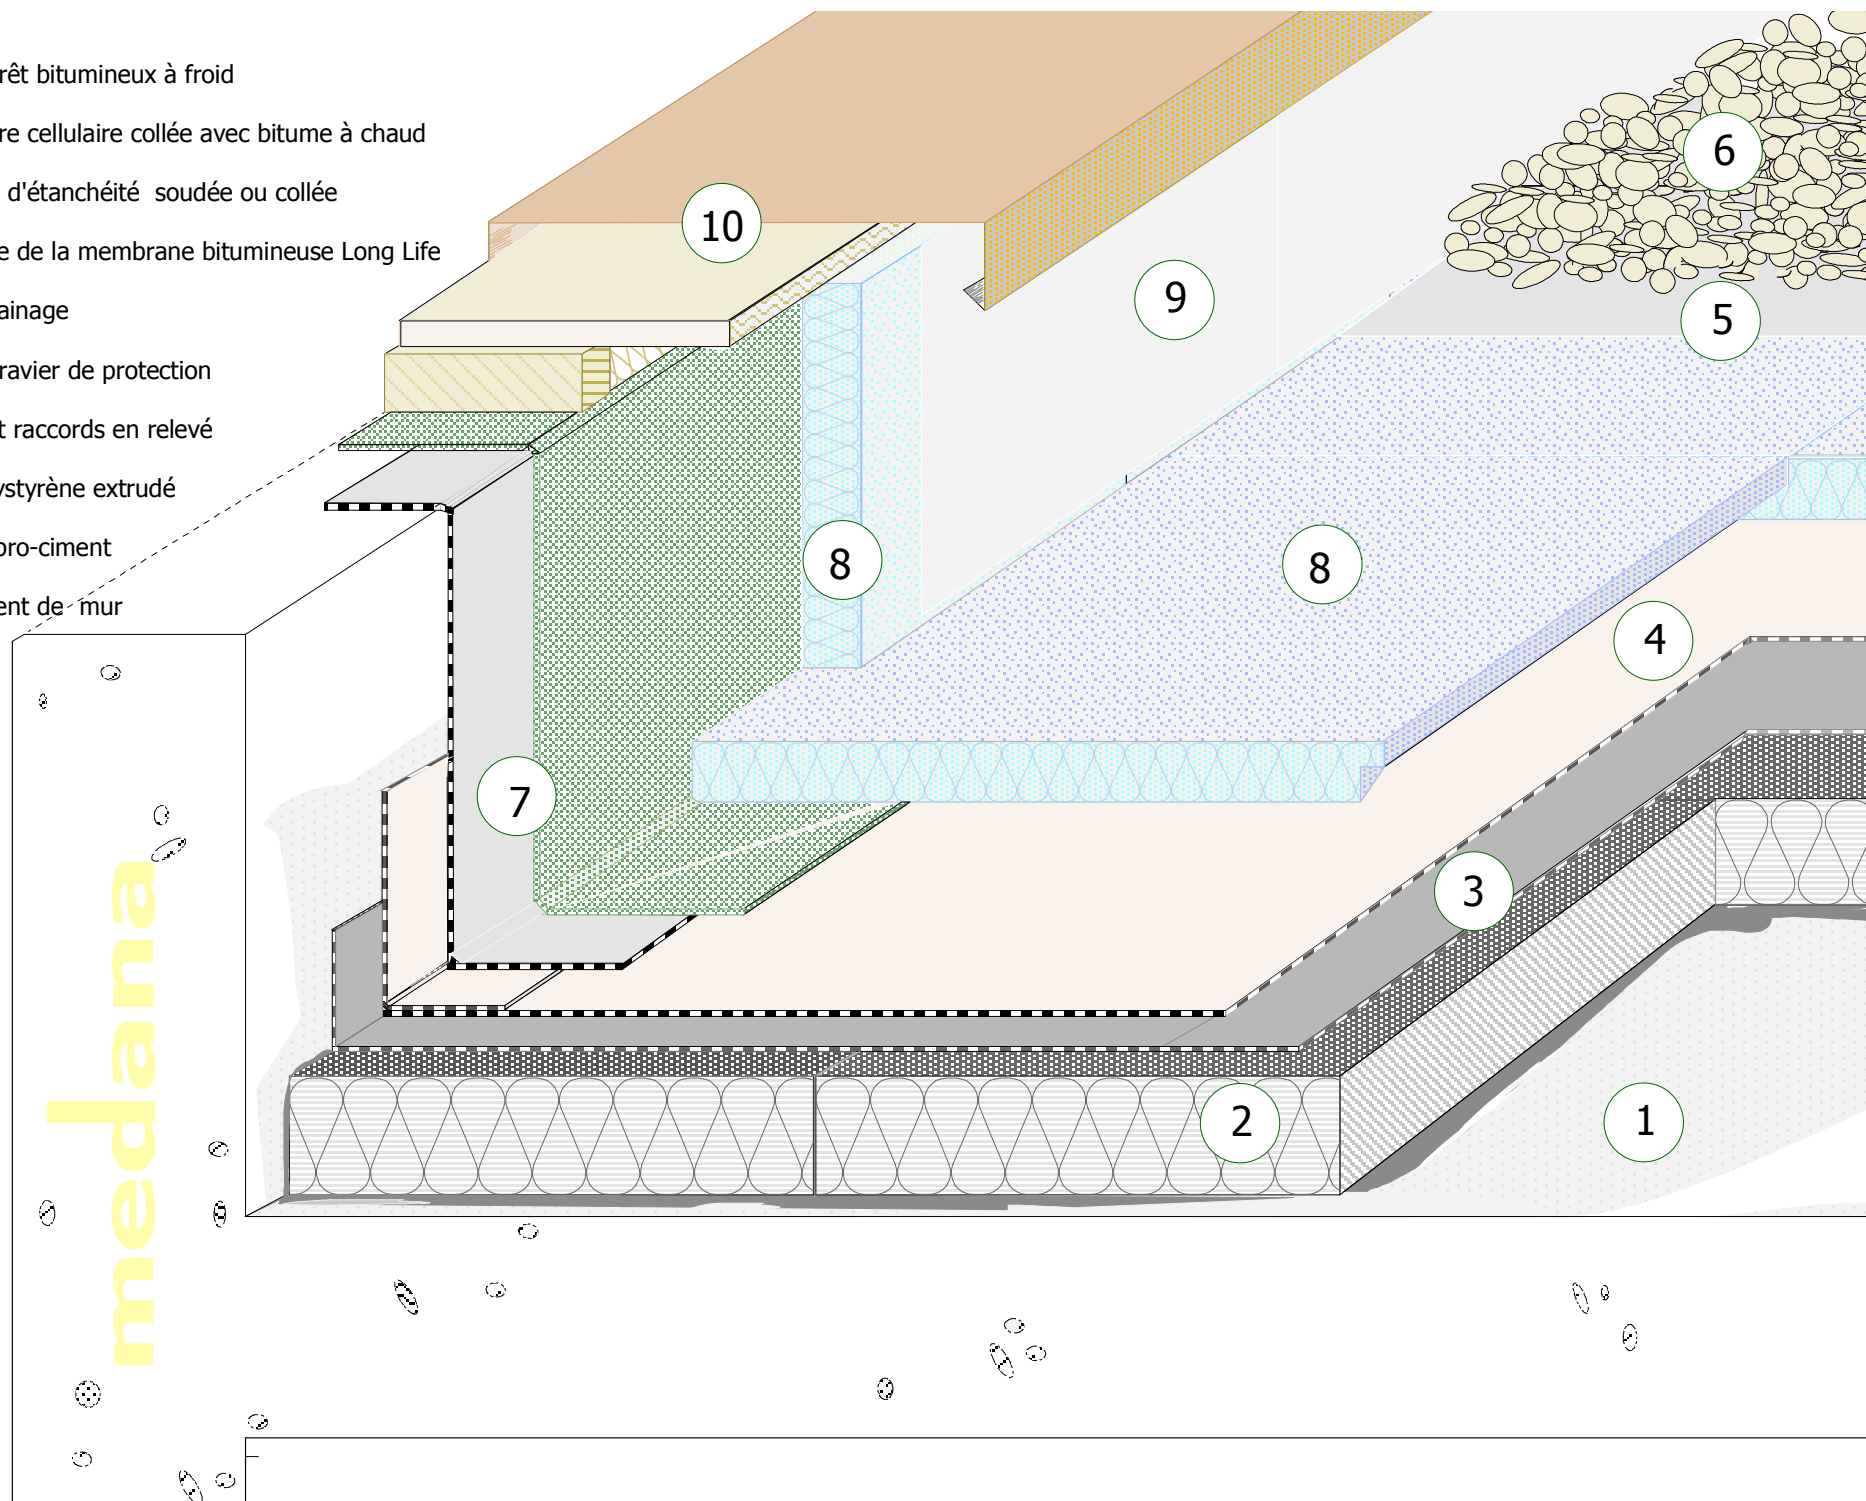 rêt bitumineux à froid
re cellulaire collée avec bitume à chaud
d'étanchéité soudée ou collée
e de la membrane bitumineuse Long Life
ainage
ravier de protection
t raccords en relevé
ystyrène extrudé
bro-ciment
ent de mur
10
6
9
5
8
8
4
7
3
2
1
medana